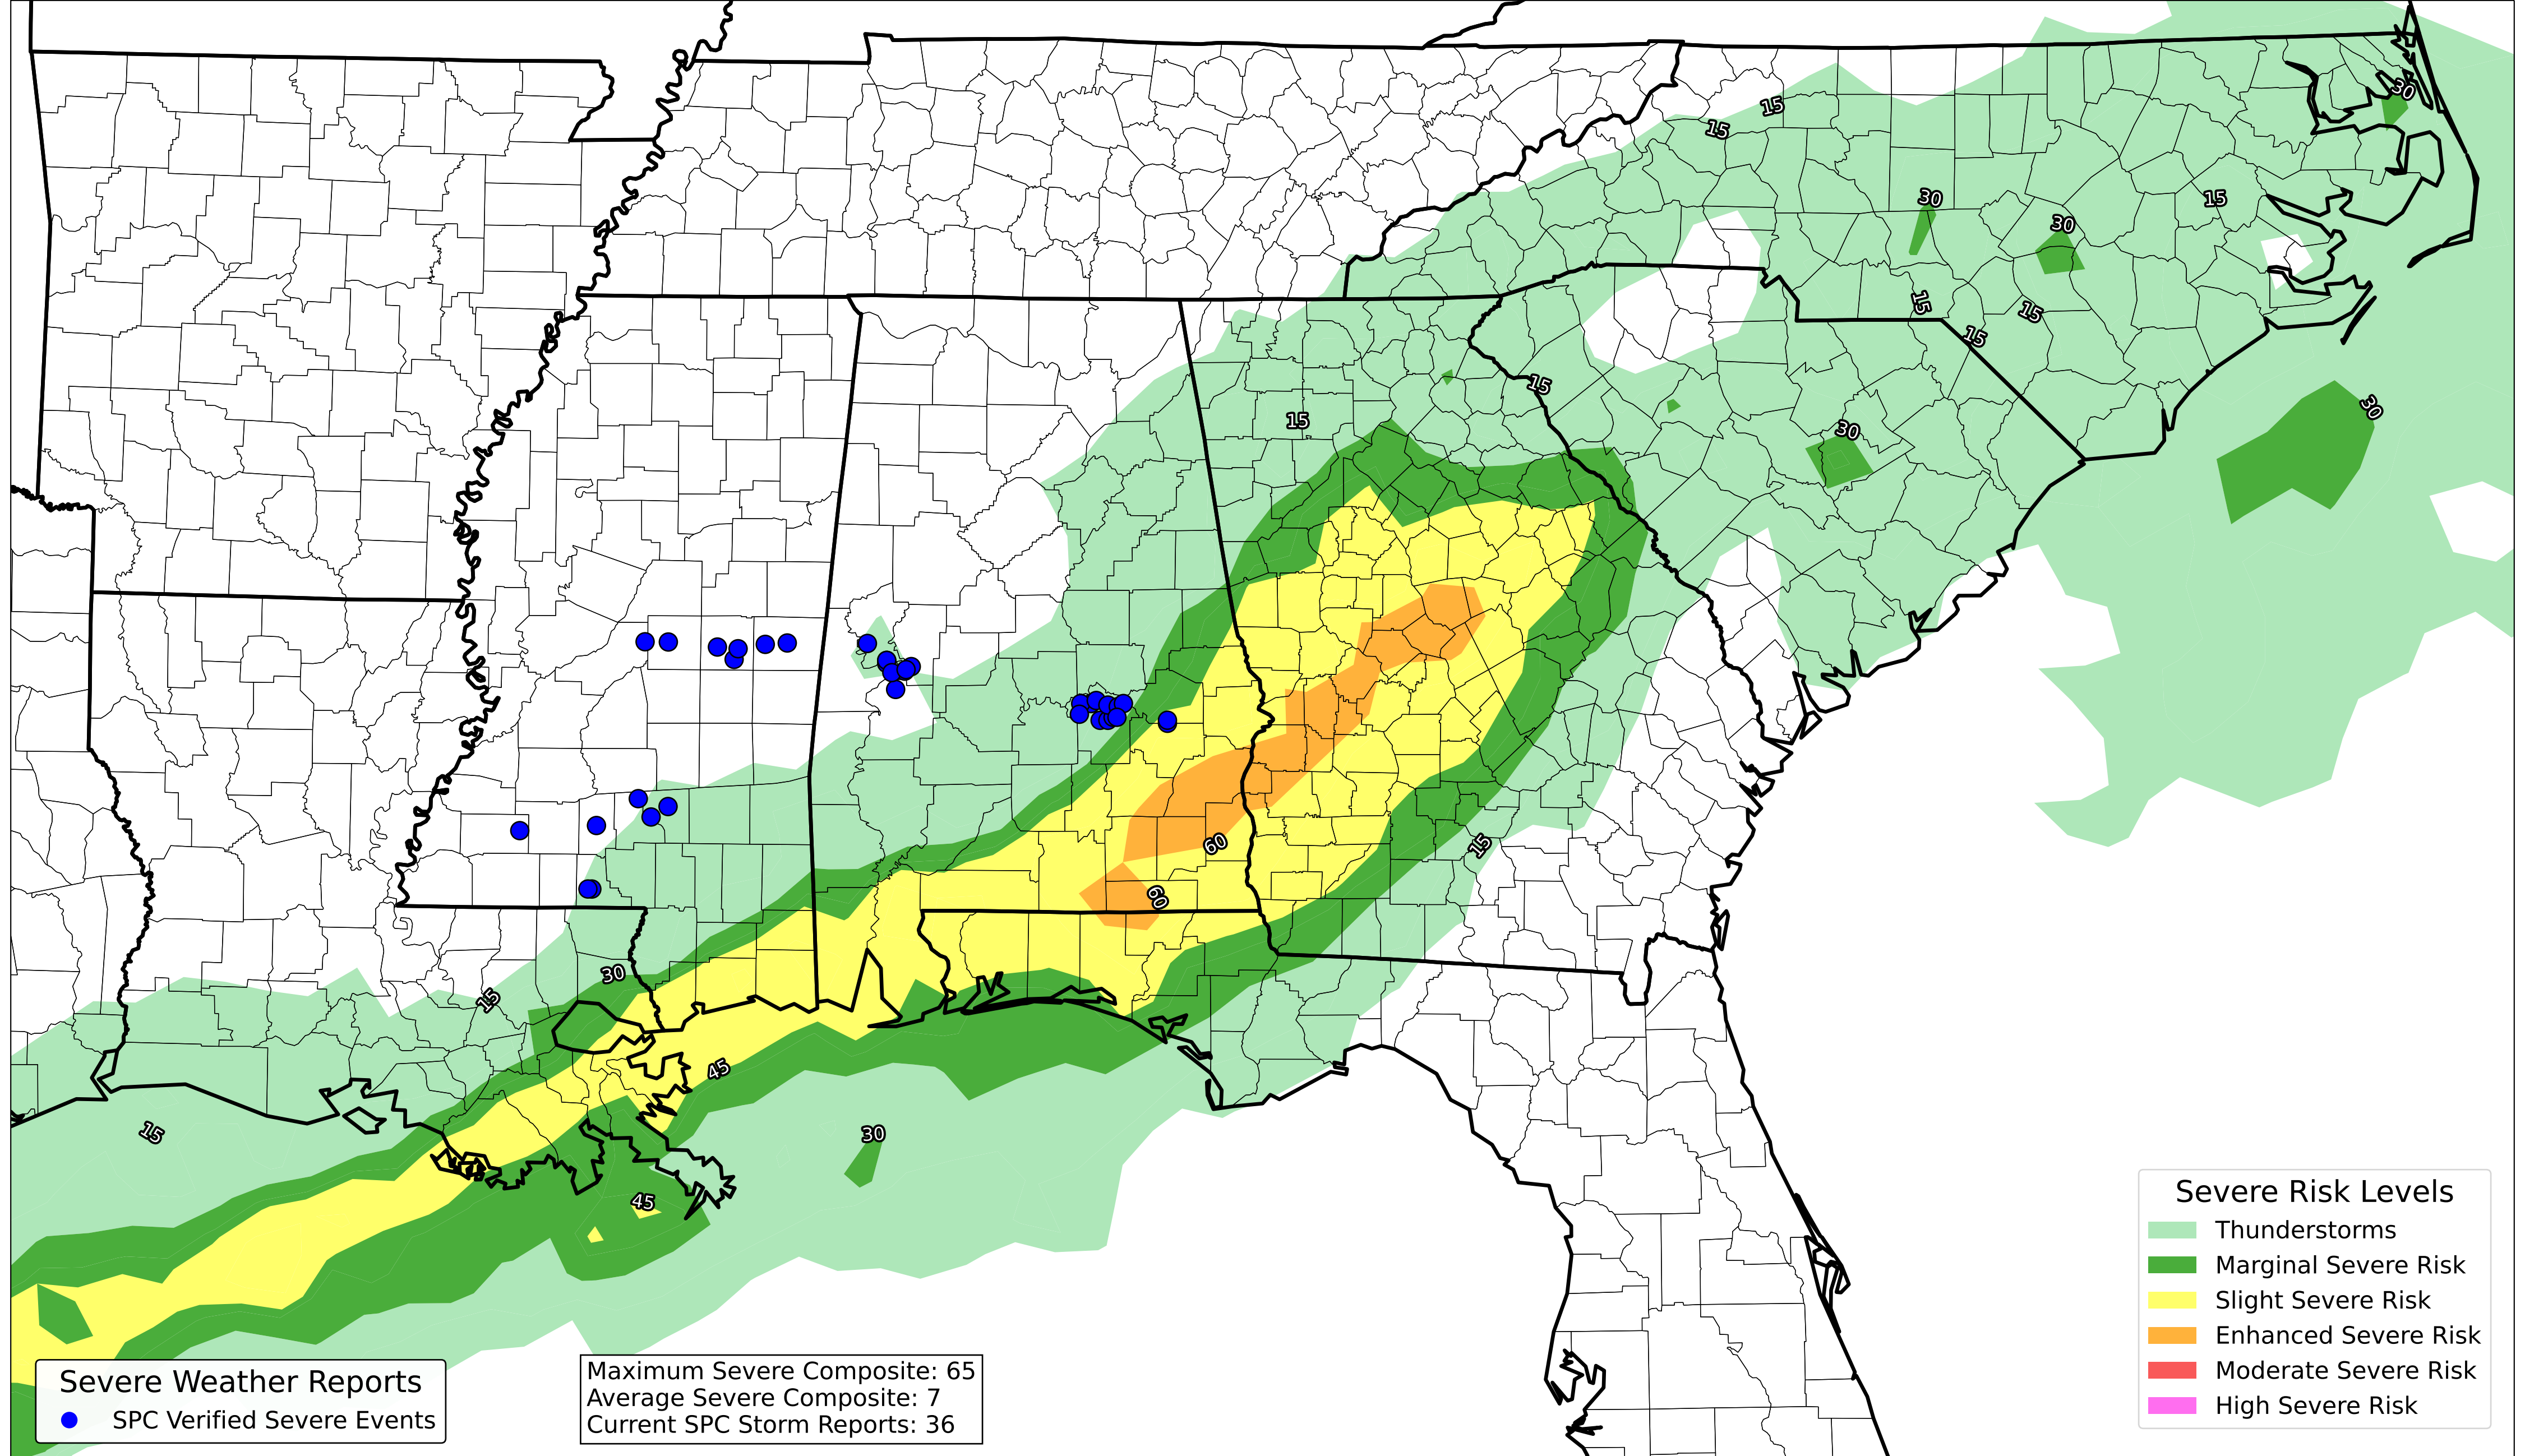 30
15
15
30
15
30
15
15
15
15
30
15
30
15
60
15
60
30
15
45
15
30
45
Severe Risk Levels
Thunderstorms
Marginal Severe Risk
Slight Severe Risk
Enhanced Severe Risk
Moderate Severe Risk
High Severe Risk
Severe Weather Reports
SPC Verified Severe Events
Maximum Severe Composite: 65
Average Severe Composite: 7
Current SPC Storm Reports: 36